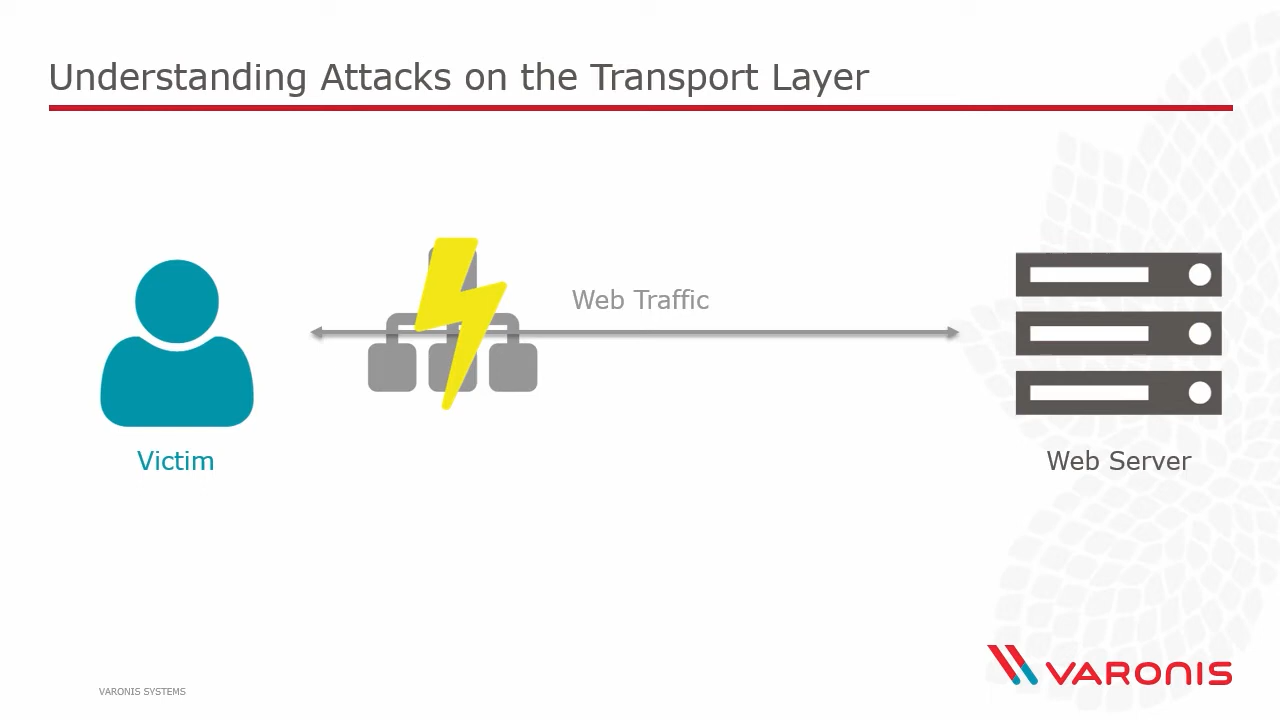 Understanding Attacks on the Transport Layer
Web Traffic
Victim
Web Server
VARONIS SYSTEMS
VARONIS